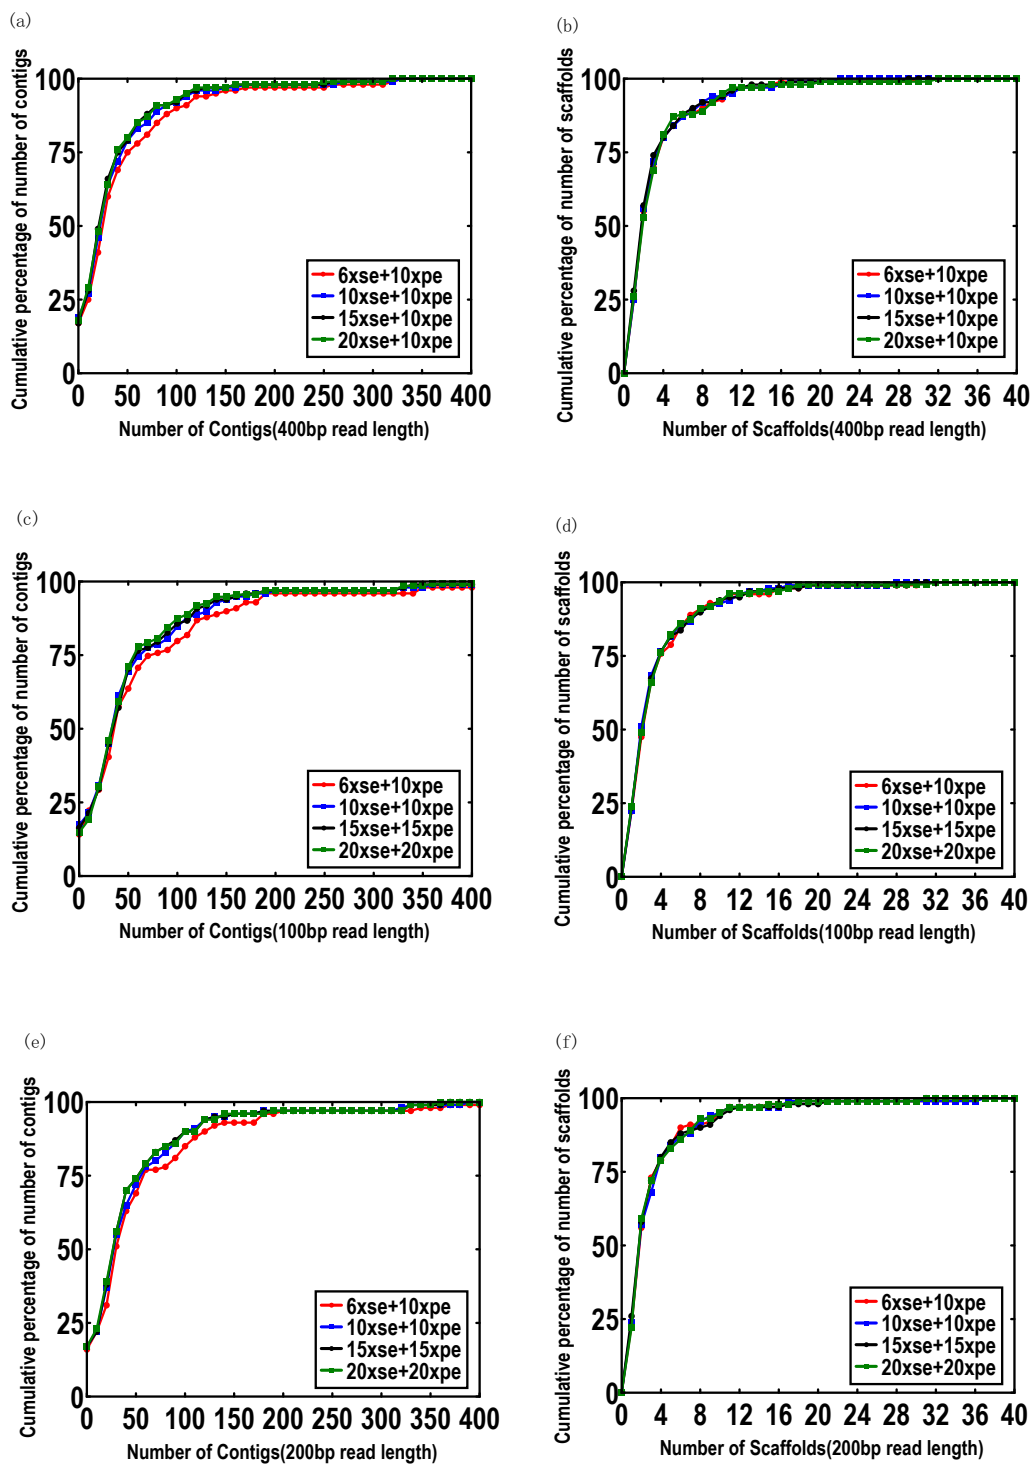 (a)
Cumulative percentage of number of contigs
100
75
50
25
0
6xse+10xpe
10xse+10xpe
15xse+10xpe
20xse+10xpe
0 50 100 150 200 250 300 350 400
Number of Contigs(400bp read length)
(b)
Cumulative percentage of number of scaffolds
100
75
50
25
0
6xse+10xpe
10xse+10xpe
15xse+10xpe
20xse+10xpe
0 4 8 12 16 20 24 28 32 36 40
Number of Scaffolds(400bp read length)
(c)
Cumulative percentage of number of contigs
100
75
50
25
0
6xse+10xpe
10xse+10xpe
15xse+15xpe
20xse+20xpe
0 50 100 150 200 250 300 350 400
Number of Contigs(100bp read length)
(d)
Cumulative percentage of number of scaffolds
100
75
50
25
0
6xse+10xpe
10xse+10xpe
15xse+15xpe
20xse+20xpe
0 4 8 12 16 20 24 28 32 36 40
Number of Scaffolds(100bp read length)
(e)
Cumulative percentage of number of contigs
100
75
50
25
0
6xse+10xpe
10xse+10xpe
15xse+15xpe
20xse+20xpe
0 50 100 150 200 250 300 350 400
Number of Contigs(200bp read length)
(f)
Cumulative percentage of number of scaffolds
100
75
50
25
0
6xse+10xpe
10xse+10xpe
15xse+15xpe
20xse+20xpe
0 4 8 12 16 20 24 28 32 36 40
Number of Scaffolds(200bp read length)